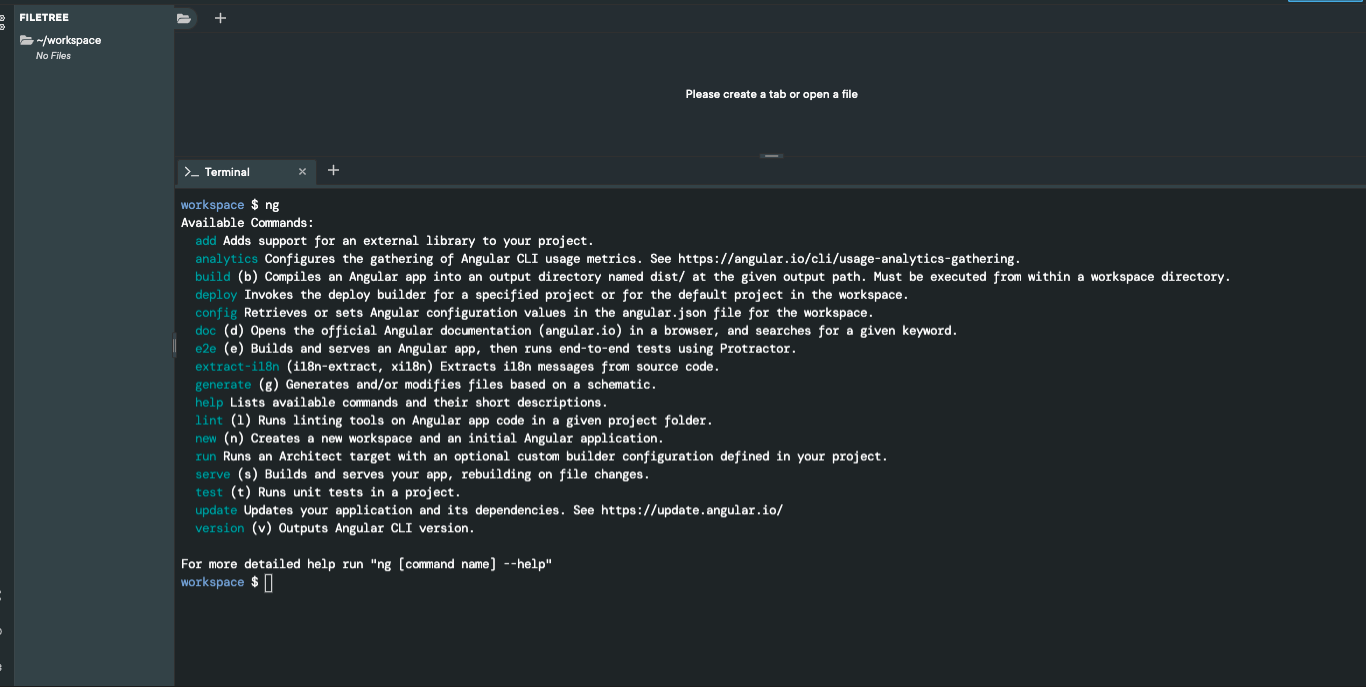 FILETREE
~/workspace
No Files
Please create a tab or open a file
>_ Terminal
workspace $ ng
Available Commands:
add Adds support for an external library to your project.
analytics Configures the gathering of Angular CLI usage metrics. See https://angular.io/cli/usage-analytics-gathering.
build (b) Compiles an Angular app into an output directory named dist/ at the given output path. Must be executed from within a workspace directory.
deploy Invokes the deploy builder for a specified project or for the default project in the workspace.
config Retrieves or sets Angular configuration values in the angular.json file for the workspace.
doc (d) Opens the official Angular documentation (angular.io) in a browser, and searches for a given keyword.
e2e (e) Builds and serves an Angular app, then runs end-to-end tests using Protractor.
extract-i18n (i18n-extract, xi18n) Extracts i18n messages from source code.
generate (g) Generates and/or modifies files based on a schematic.
help Lists available commands and their short descriptions.
lint (l) Runs linting tools on Angular app code in a given project folder.
new (n) Creates a new workspace and an initial Angular application.
run Runs an Architect target with an optional custom builder configuration defined in your project.
serve (s) Builds and serves your app, rebuilding on file changes.
test (t) Runs unit tests in a project.
update Updates your application and its dependencies. See https://update.angular.io/
version (v) Outputs Angular CLI version.
For more detailed help run "ng [command name] --help"
workspace $